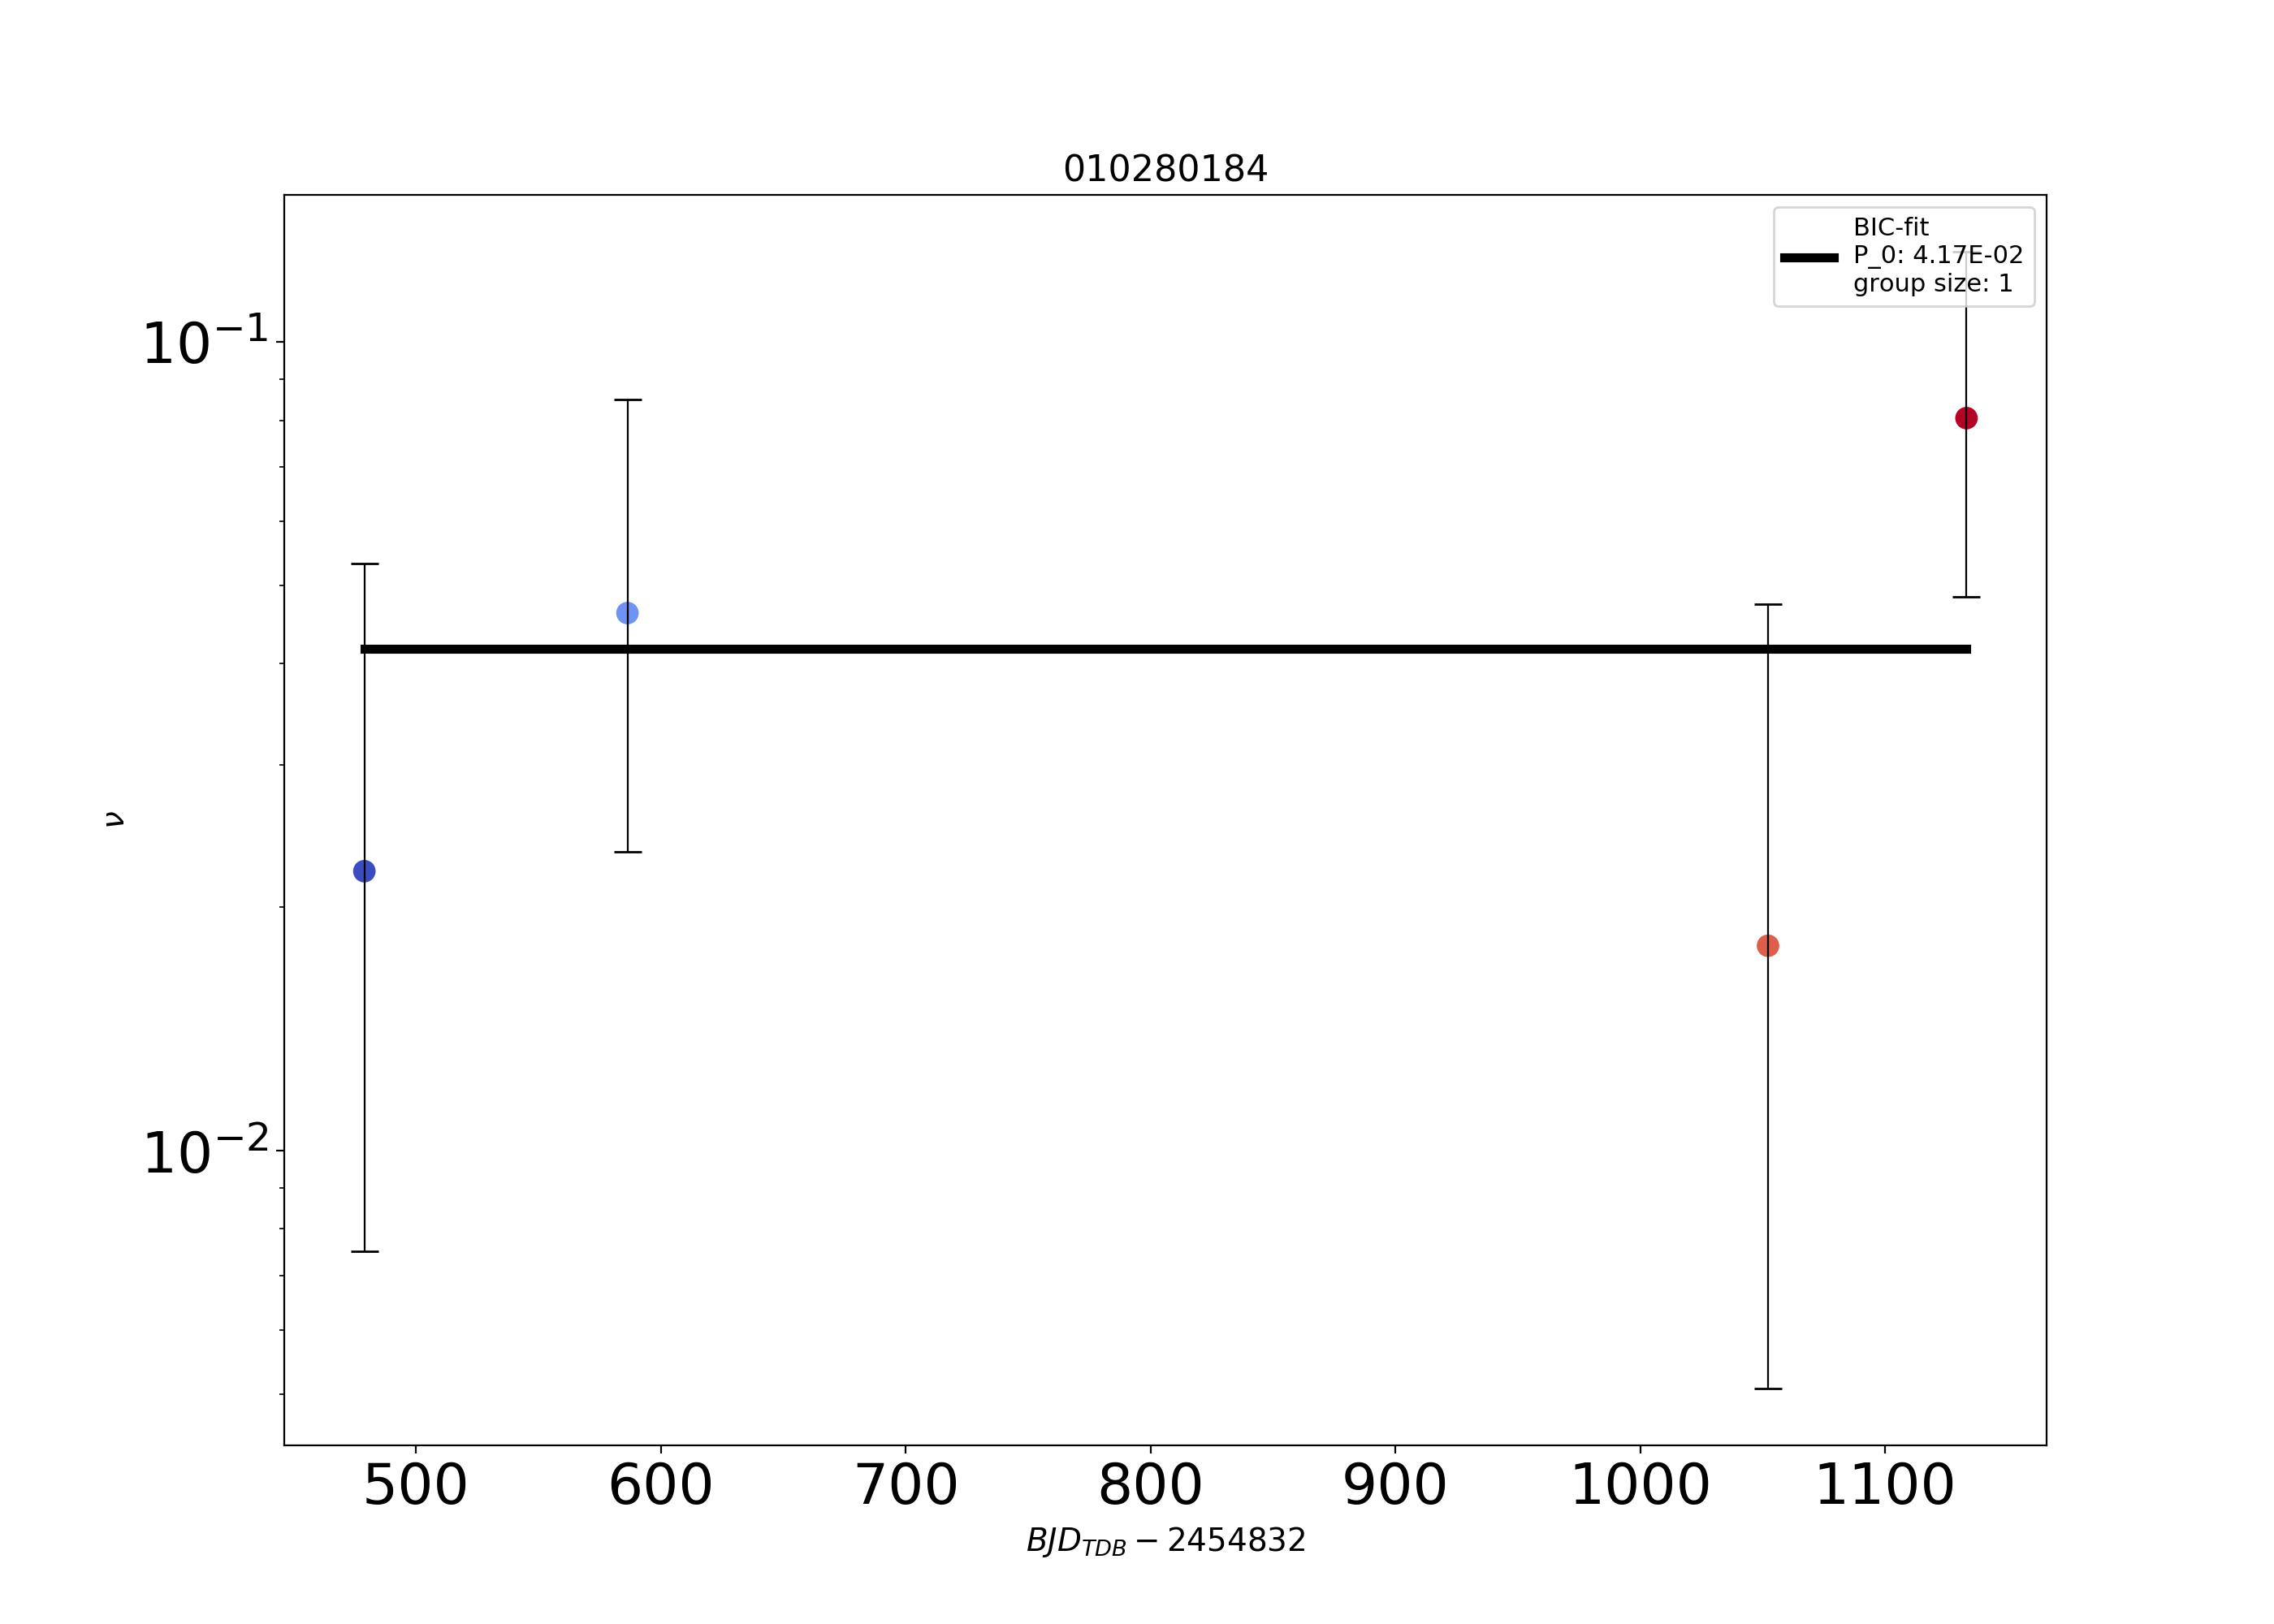 010280184
BIC-fit
P_0: 4.17E-02
group size: 1
10⁻¹
10⁻²
ν
500 600 700 800 900 1000 1100
BJD_TDB − 2454832